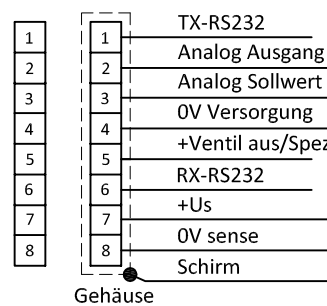 TX-RS232
1 1
Analog Ausgang
2 2
Analog Sollwert
3 3
0V Versorgung
4 4
+Ventil aus/Spez
5 5
RX-RS232
6 6
+Us
7 7
0V sense
8 8
Schirm
Gehäuse